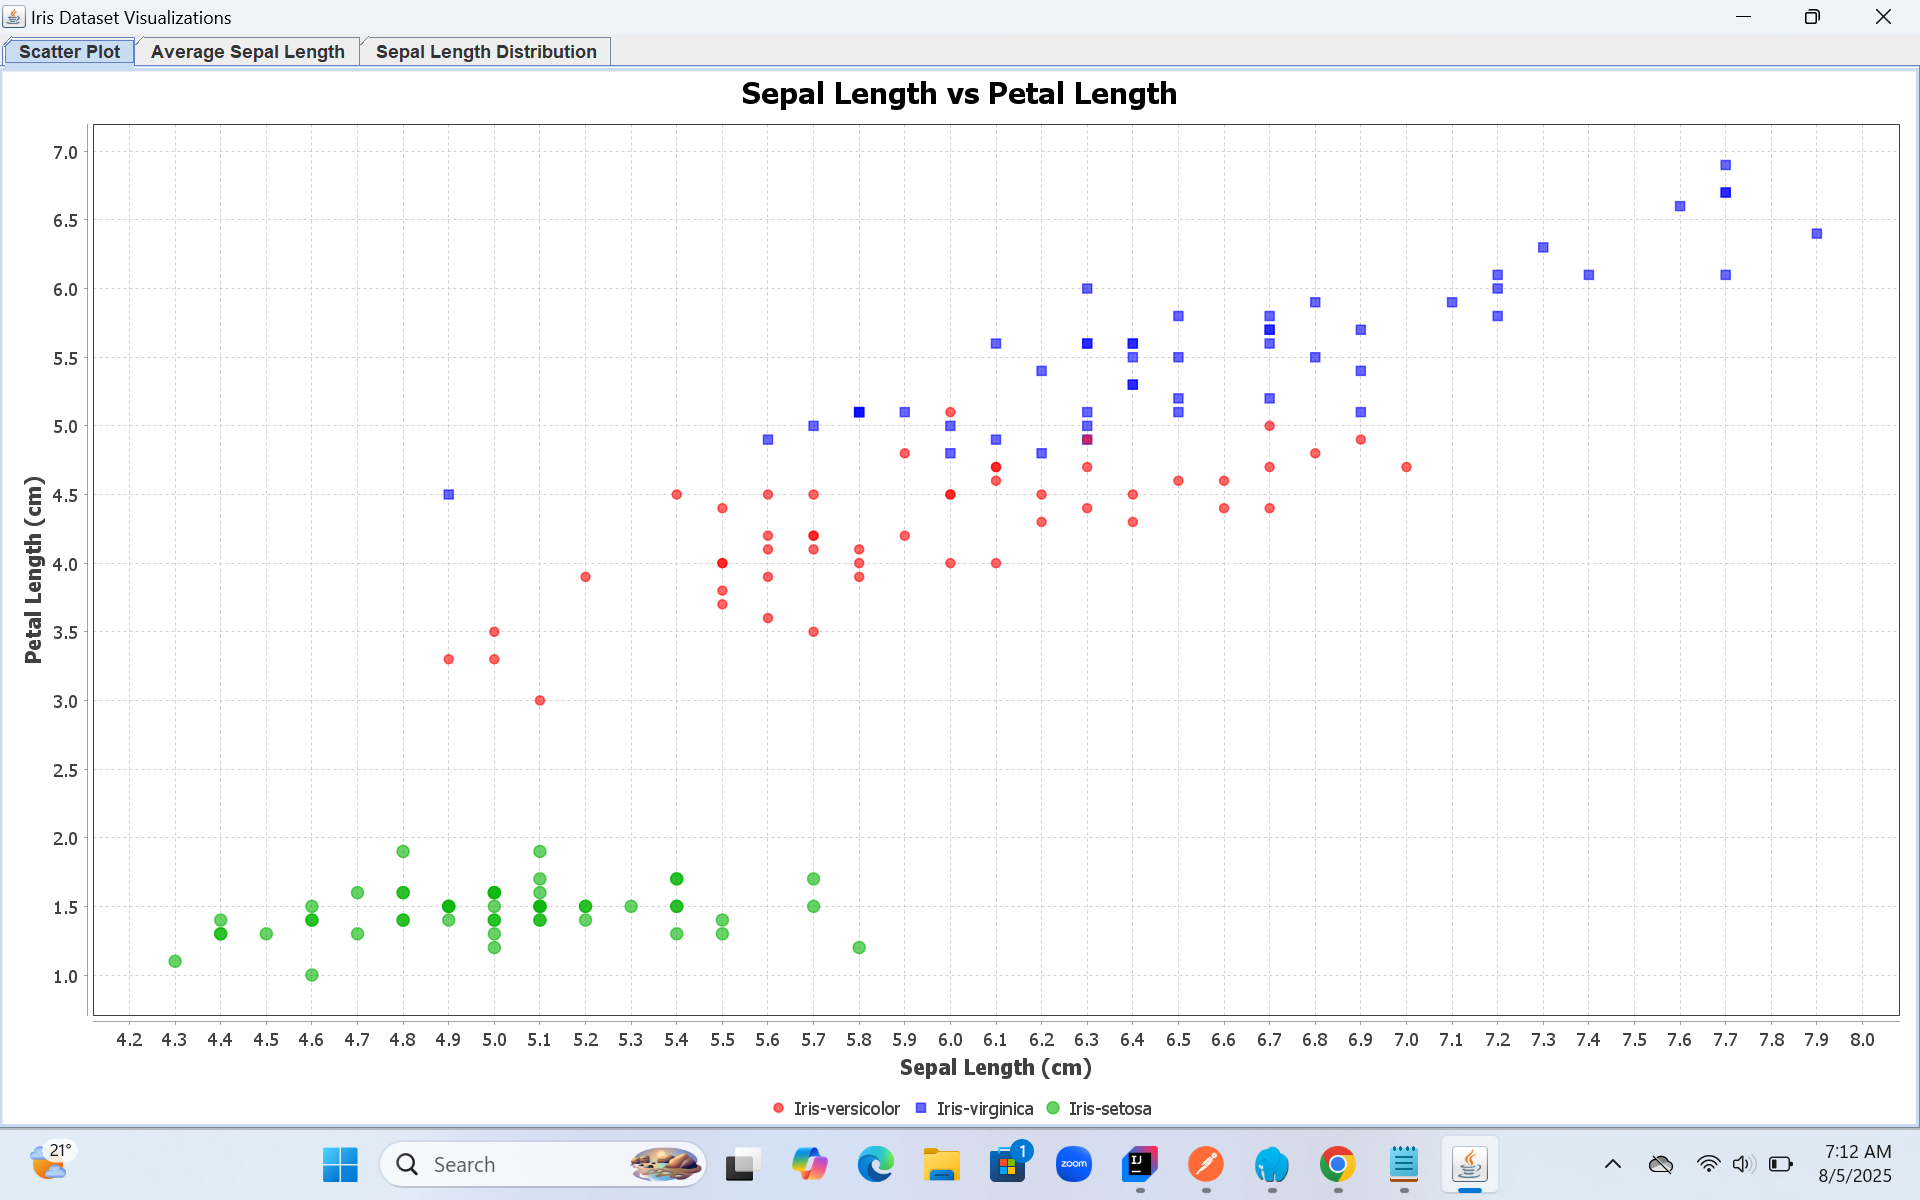 Iris Dataset Visualizations
Scatter Plot Average Sepal Length Sepal Length Distribution
Sepal Length vs Petal Length
7.0
6.5
6.0
5.5
5.0
4.5
4.0
3.5
3.0
2.5
2.0
1.5
1.0
Petal Length (cm)
4.2 4.3 4.4 4.5 4.6 4.7 4.8 4.9 5.0 5.1 5.2 5.3 5.4 5.5 5.6 5.7 5.8 5.9 6.0 6.1 6.2 6.3 6.4 6.5 6.6 6.7 6.8 6.9 7.0 7.1 7.2 7.3 7.4 7.5 7.6 7.7 7.8 7.9 8.0
Sepal Length (cm)
Iris-versicolor Iris-virginica Iris-setosa
21° Search 1 zoom IJ 7:12 AM
8/5/2025